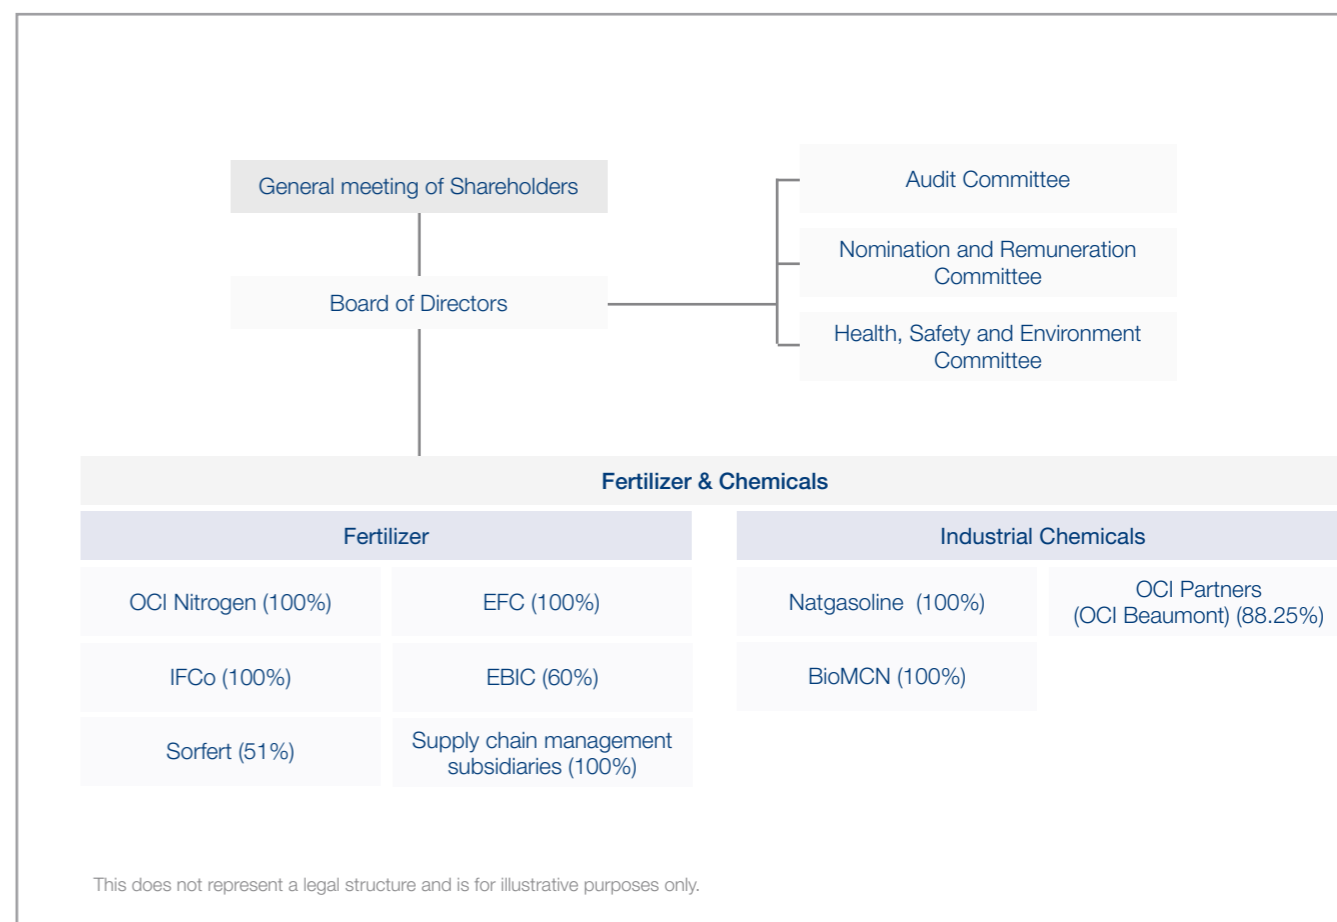 General meeting of Shareholders
Board of Directors
Audit Committee
Nomination and Remuneration
Committee
Health, Safety and Environment
Committee
Fertilizer & Chemicals
Fertilizer
OCI Nitrogen (100%)
EFC (100%)
IFCo (100%)
EBIC (60%)
Sorfert (51%)
Supply chain management
subsidiaries (100%)
Industrial Chemicals
Natgasoline (100%)
OCI Partners
(OCI Beaumont) (88.25%)
BioMCN (100%)
This does not represent a legal structure and is for illustrative purposes only.